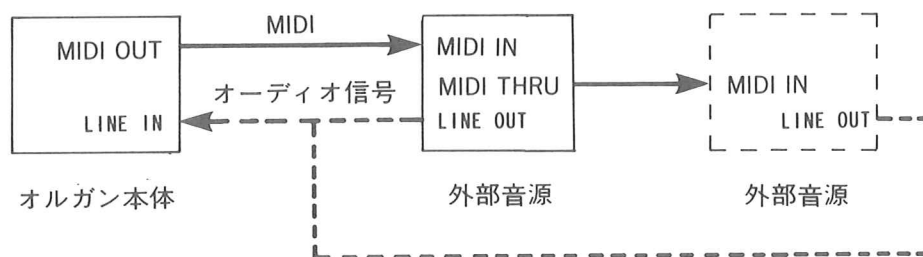 MIDI OUT
MIDI
MIDI IN
オーディオ信号
MIDI THRU
MIDI IN
LINE IN
LINE OUT
LINE OUT
オルガン本体
外部音源
外部音源